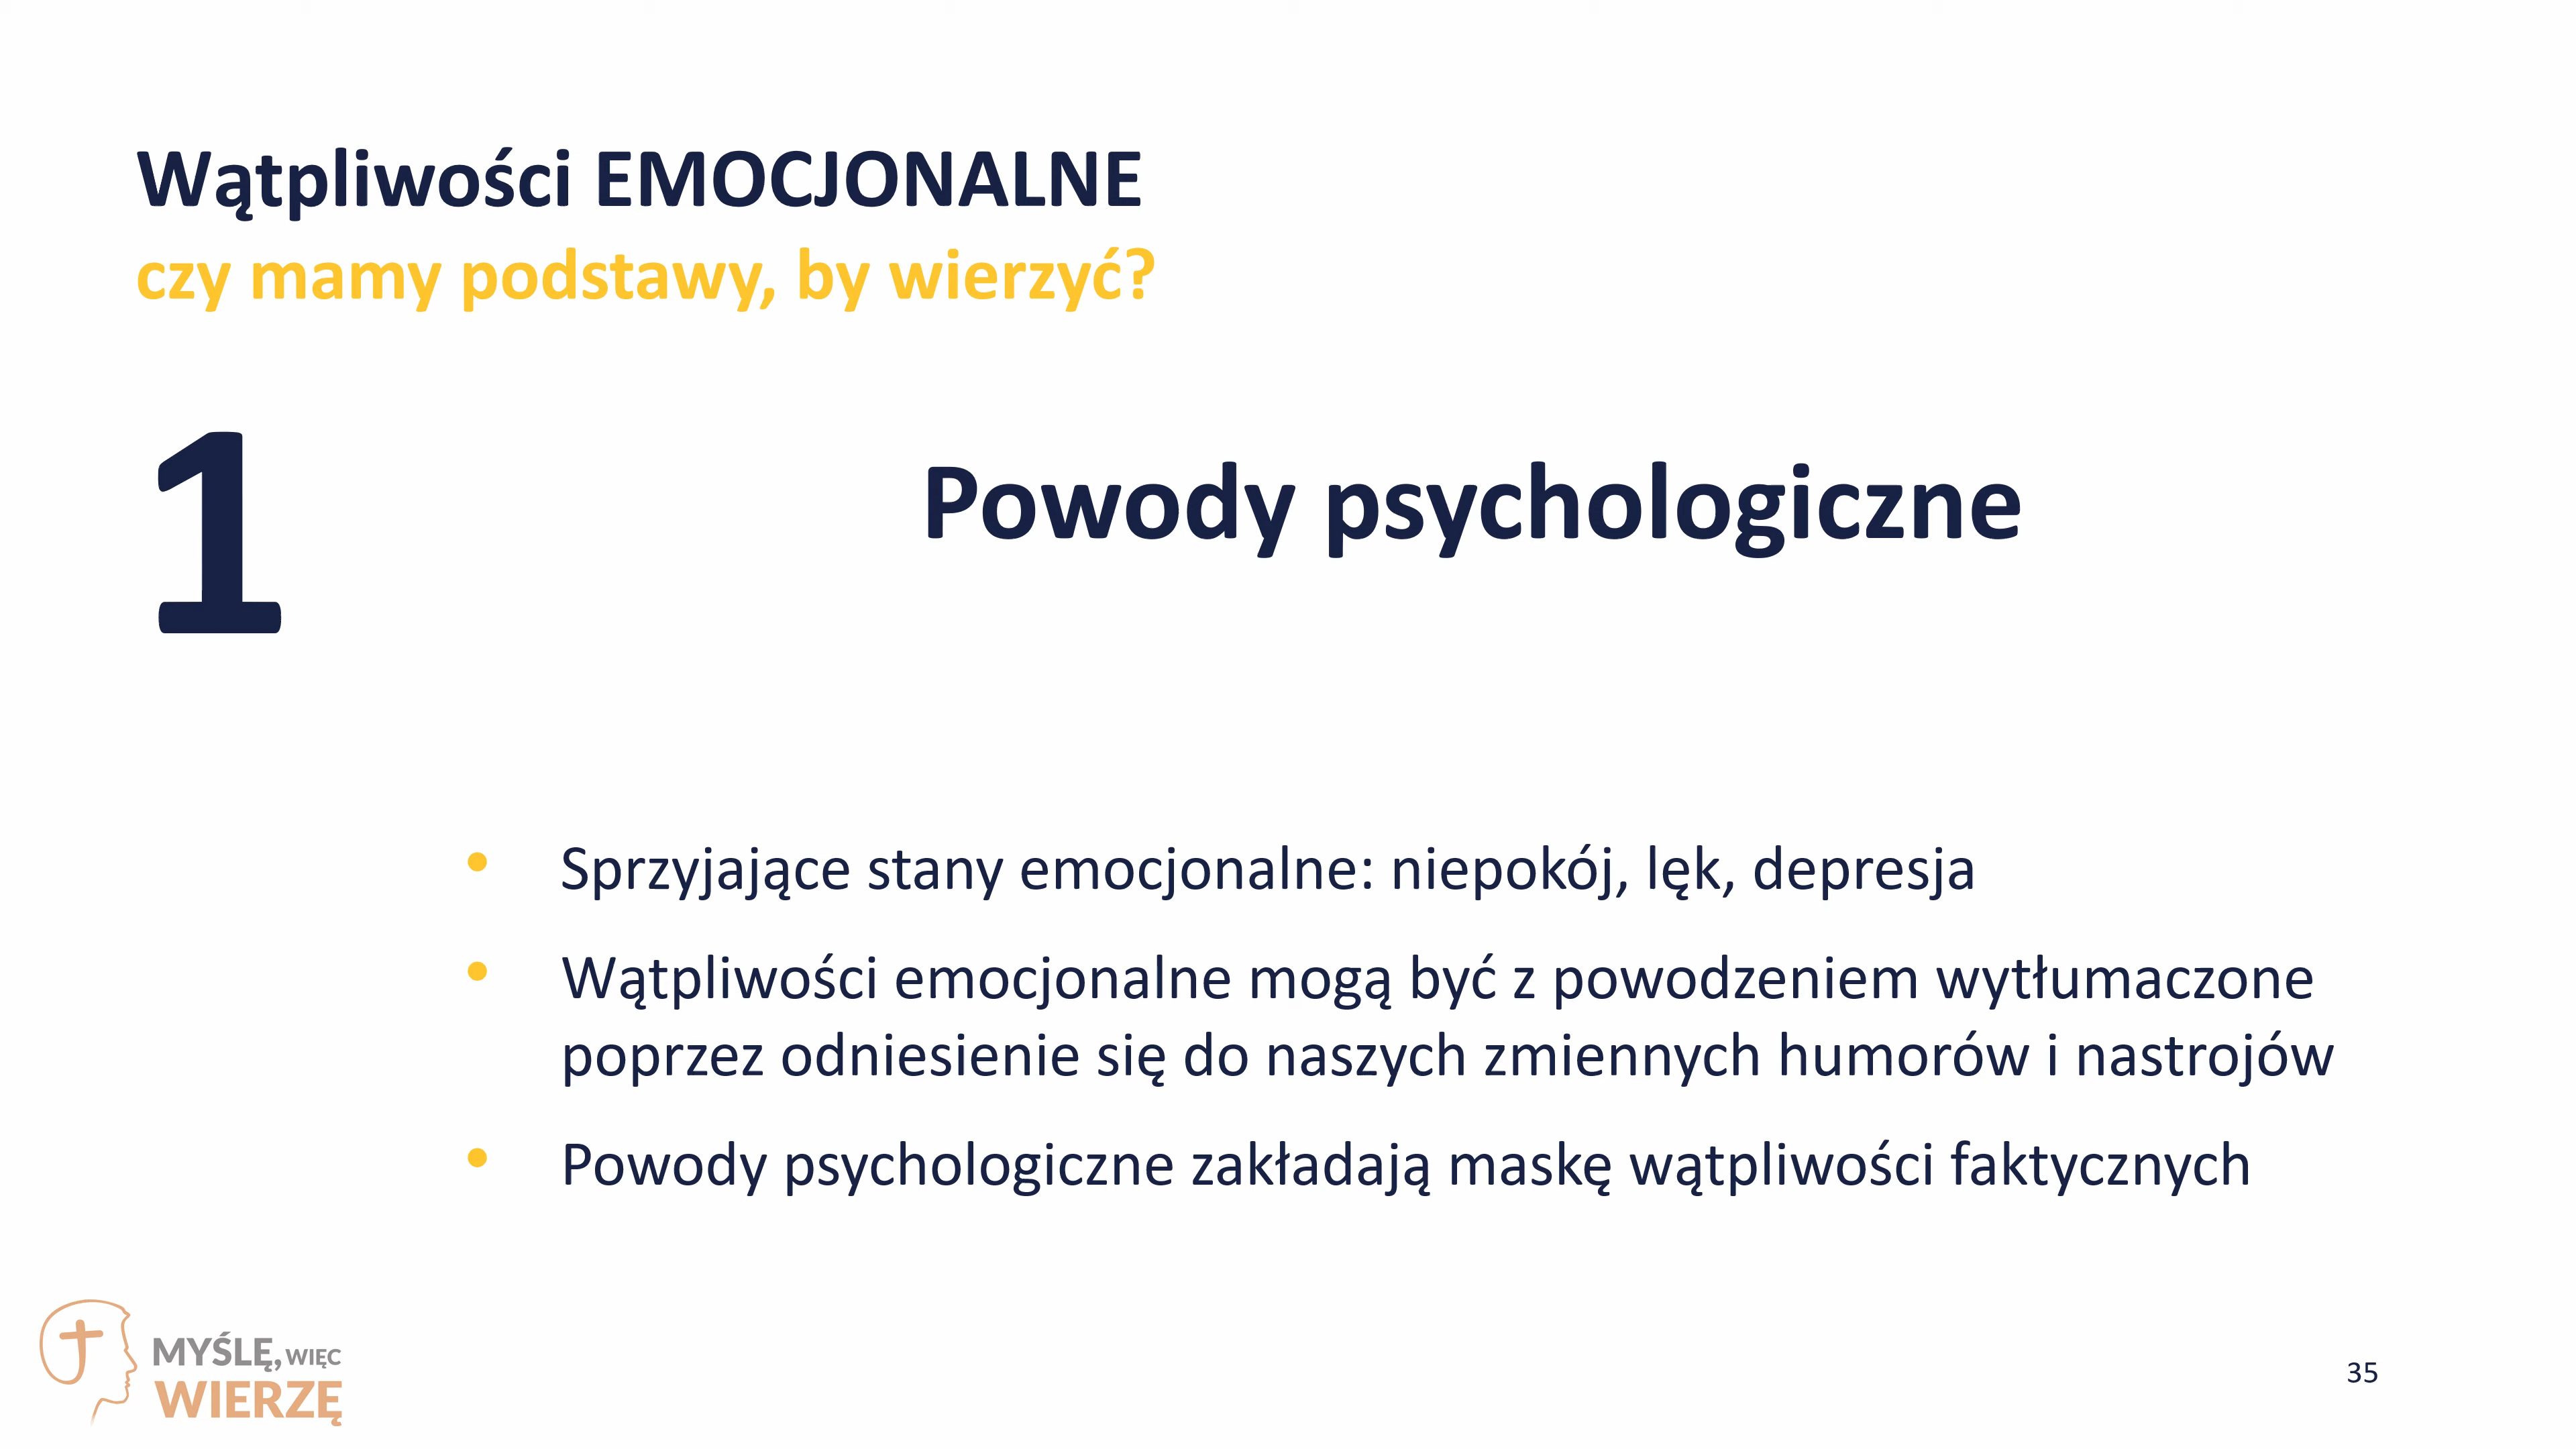 Wątpliwości EMOCJONALNE
czy mamy podstawy, by wierzyć?
1
Powody psychologiczne
• Sprzyjające stany emocjonalne: niepokój, lęk, depresja
• Wątpliwości emocjonalne mogą być z powodzeniem wytłumaczone
poprzez odniesienie się do naszych zmiennych humorów i nastrojów
• Powody psychologiczne zakładają maskę wątpliwości faktycznych
MYŚLĘ, WIĘC
WIERZĘ
35